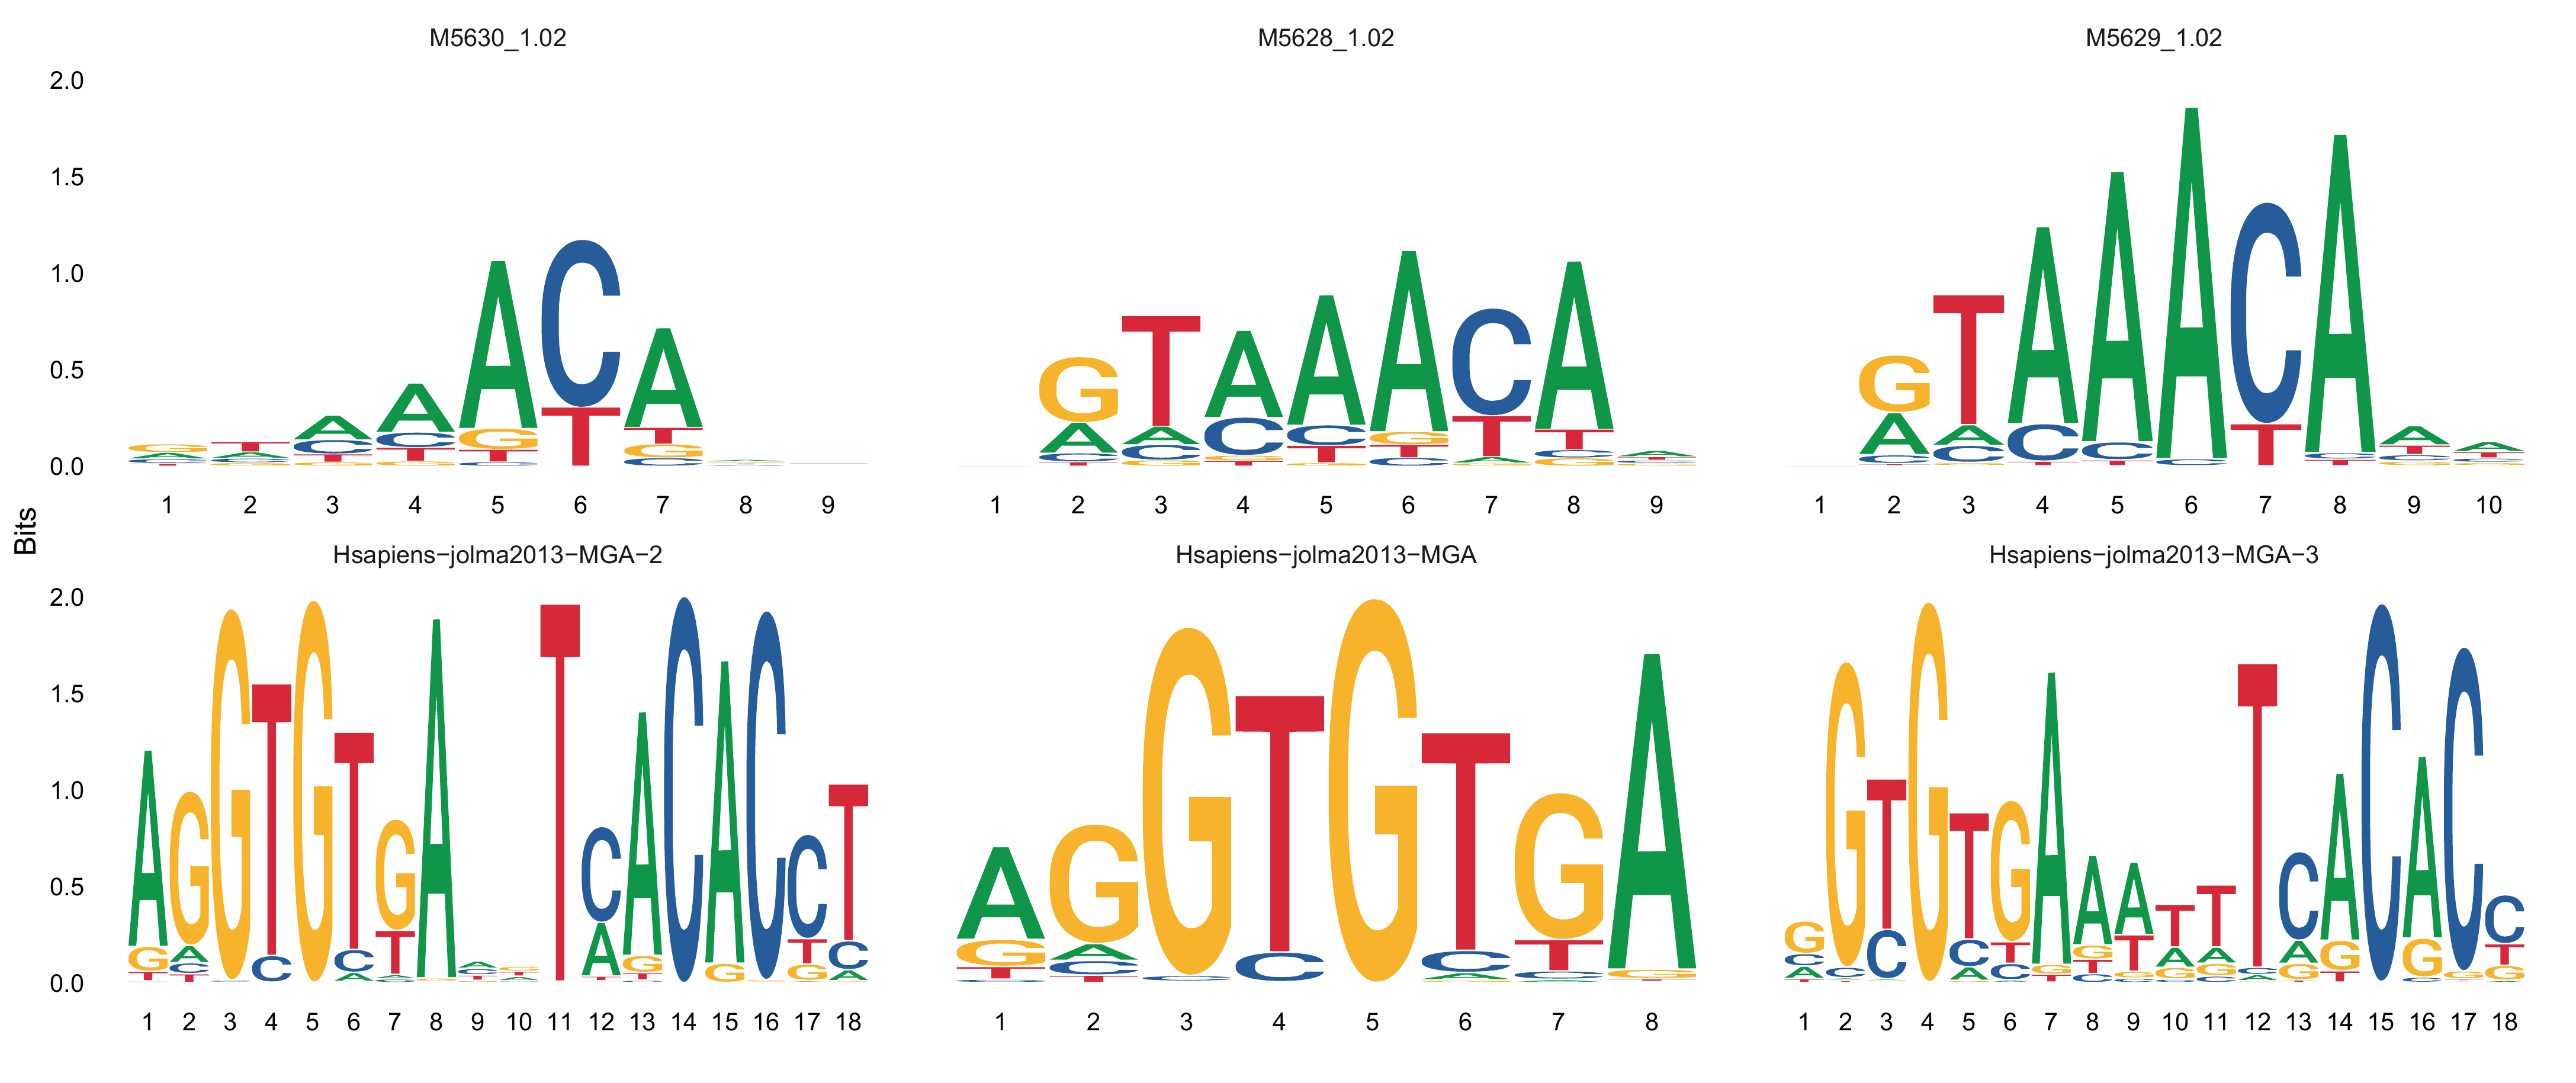 M5630_1.02 M5628_1.02 M5629_1.02
2.0
1.5
1.0
0.5
0.0
1 2 3 4 5 6 7 8 9 1 2 3 4 5 6 7 8 9 1 2 3 4 5 6 7 8 9 10
Bits
Hsapiens−jolma2013−MGA−2 Hsapiens−jolma2013−MGA Hsapiens−jolma2013−MGA−3
2.0
1.5
1.0
0.5
0.0
1 2 3 4 5 6 7 8 9 10 11 12 13 14 15 16 17 18 1 2 3 4 5 6 7 8 1 2 3 4 5 6 7 8 9 10 11 12 13 14 15 16 17 18